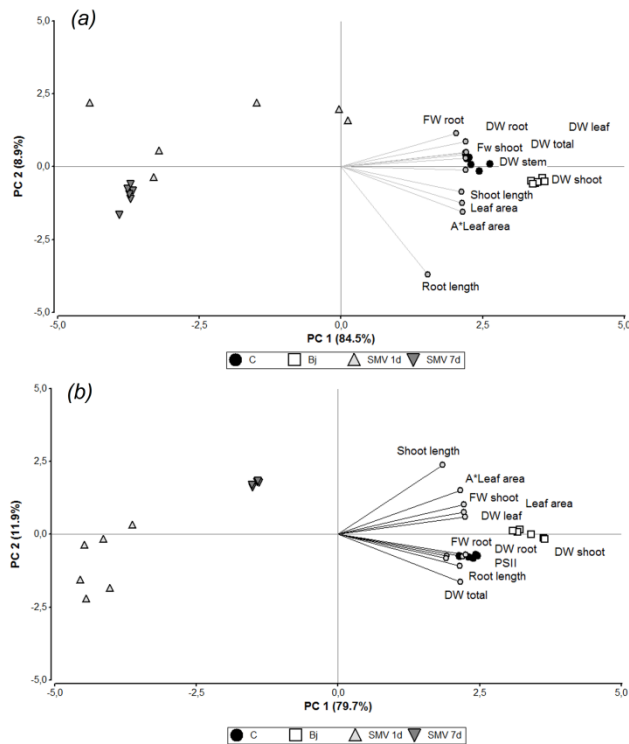 (a)
5,0
2,5
0,0
-2,5
-5,0
PC 2 (8.9%)
FW root
DW root
DW leaf
Fw shoot
DW total
DW stem
DW shoot
Shoot length
Leaf area
A*Leaf area
Root length
-5,0
-2,5
0,0
2,5
5,0
PC 1 (84.5%)
C
Bj
SMV 1d
SMV 7d
(b)
5,0
2,5
0,0
-2,5
-5,0
PC 2 (11.9%)
Shoot length
A*Leaf area
FW shoot
Leaf area
DW leaf
FW root
DW root
DW shoot
PSII
Root length
DW total
-5,0
-2,5
0,0
2,5
5,0
PC 1 (79.7%)
C
Bj
SMV 1d
SMV 7d